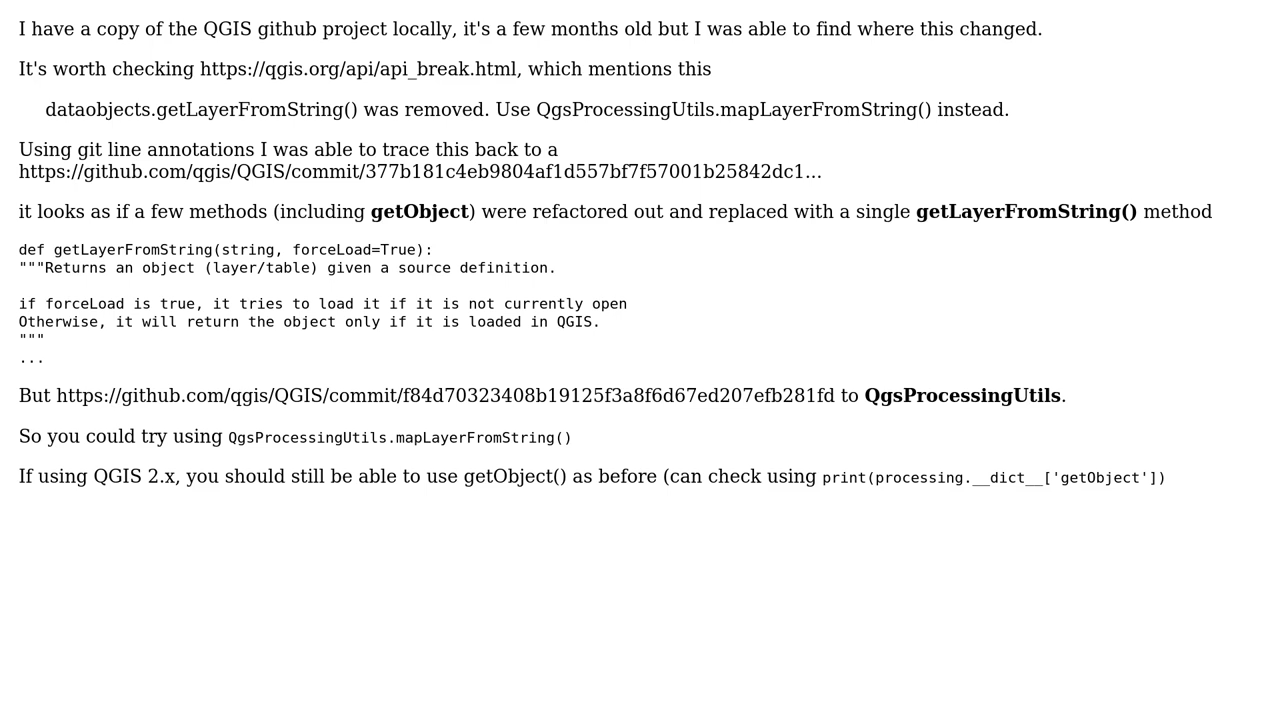 I have a copy of the QGIS github project locally, it's a few months old but I was able to find where this changed.
It's worth checking https://qgis.org/api/api_break.html, which mentions this
dataobjects.getLayerFromString() was removed. Use QgsProcessingUtils.mapLayerFromString() instead.
Using git line annotations I was able to trace this back to a
https://github.com/qgis/QGIS/commit/377b181c4eb9804af1d557bf7f57001b25842dc1...
it looks as if a few methods (including getObject) were refactored out and replaced with a single getLayerFromString() method
def getLayerFromString(string, forceLoad=True):
"""Returns an object (layer/table) given a source definition.
if forceLoad is true, it tries to load it if it is not currently open
Otherwise, it will return the object only if it is loaded in QGIS.
"""
...
But https://github.com/qgis/QGIS/commit/f84d70323408b19125f3a8f6d67ed207efb281fd to QgsProcessingUtils.
So you could try using QgsProcessingUtils.mapLayerFromString()
If using QGIS 2.x, you should still be able to use getObject() as before (can check using print(processing.__dict__['getObject'])